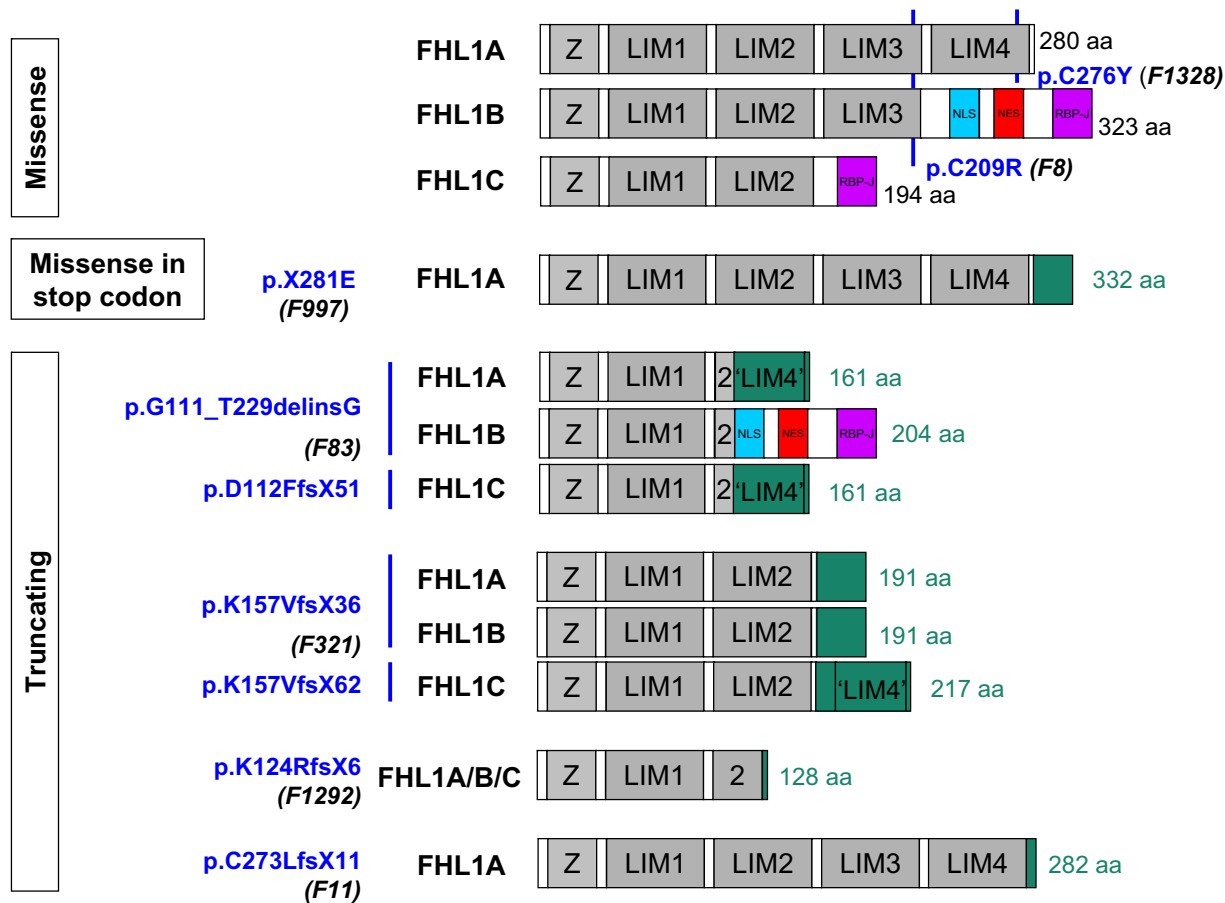 Missense
FHL1A
Z
LIM1
LIM2
LIM3
LIM4
280 aa
p.C276Y (F1328)
FHL1B
Z
LIM1
LIM2
LIM3
NLS
NES
RBP-J
323 aa
p.C209R (F8)
FHL1C
Z
LIM1
LIM2
RBP-J
194 aa
Missense in
stop codon
p.X281E
(F997)
FHL1A
Z
LIM1
LIM2
LIM3
LIM4
332 aa
Truncating
p.G111_T229delinsG
(F83)
FHL1A
Z
LIM1
2
'LIM4'
161 aa
FHL1B
Z
LIM1
2
NLS
NES
RBP-J
204 aa
p.D112FfsX51
FHL1C
Z
LIM1
2
'LIM4'
161 aa
p.K157VfsX36
(F321)
FHL1A
Z
LIM1
LIM2
191 aa
FHL1B
Z
LIM1
LIM2
191 aa
p.K157VfsX62
FHL1C
Z
LIM1
LIM2
'LIM4'
217 aa
p.K124RfsX6
(F1292)
FHL1A/B/C
Z
LIM1
2
128 aa
p.C273LfsX11
(F11)
FHL1A
Z
LIM1
LIM2
LIM3
LIM4
282 aa